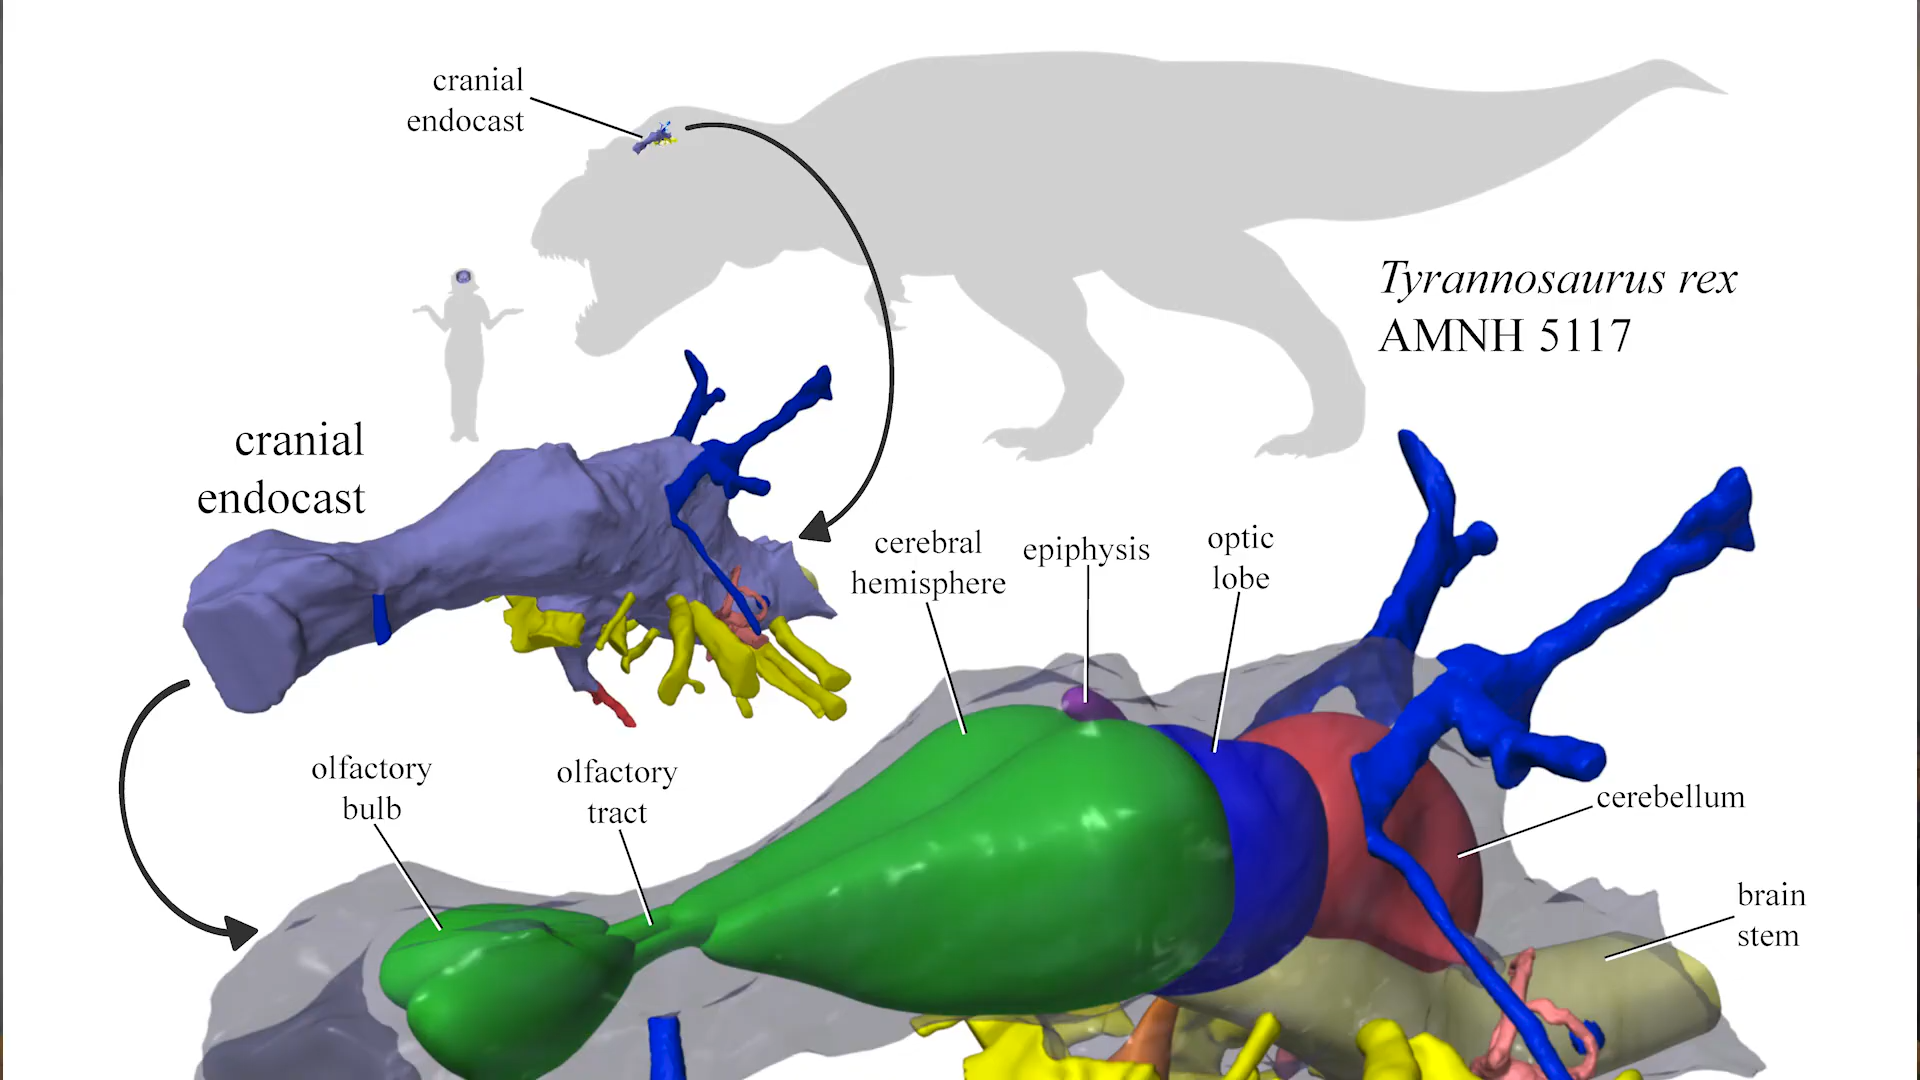 cranial
endocast
Tyrannosaurus rex
AMNH 5117
cranial
endocast
cerebral
hemisphere
epiphysis
optic
lobe
olfactory
bulb
olfactory
tract
cerebellum
brain
stem